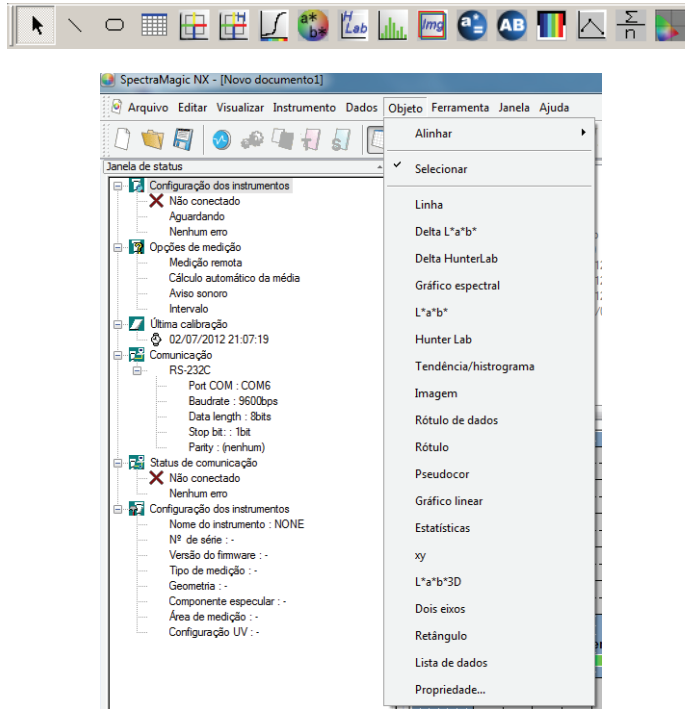 H
a*
b*
H
Lab
Img
a
AB
Σ
n
SpectraMagic NX - [Novo documento1]
Arquivo Editar Visualizar Instrumento Dados Objeto Ferramenta Janela Ajuda
Janela de status
Configuração dos instrumentos
Não conectado
Aguardando
Nenhum erro
Opções de medição
Medição remota
Cálculo automático da média
Aviso sonoro
Intervalo
Última calibração
02/07/2012 21:07:19
Comunicação
RS-232C
Port COM : COM6
Baudrate : 9600bps
Data length : 8bits
Stop bit: : 1bit
Parity : (nenhum)
Status de comunicação
Não conectado
Nenhum erro
Configuração dos instrumentos
Nome do instrumento : NONE
Nº de série : -
Versão do firmware : -
Tipo de medição : -
Geometria : -
Componente especular : -
Área de medição : -
Configuração UV : -
Alinhar
Selecionar
Linha
Delta L*a*b*
Delta HunterLab
Gráfico espectral
L*a*b*
Hunter Lab
Tendência/histrograma
Imagem
Rótulo de dados
Rótulo
Pseudocor
Gráfico linear
Estatísticas
xy
L*a*b*3D
Dois eixos
Retângulo
Lista de dados
Propriedade...